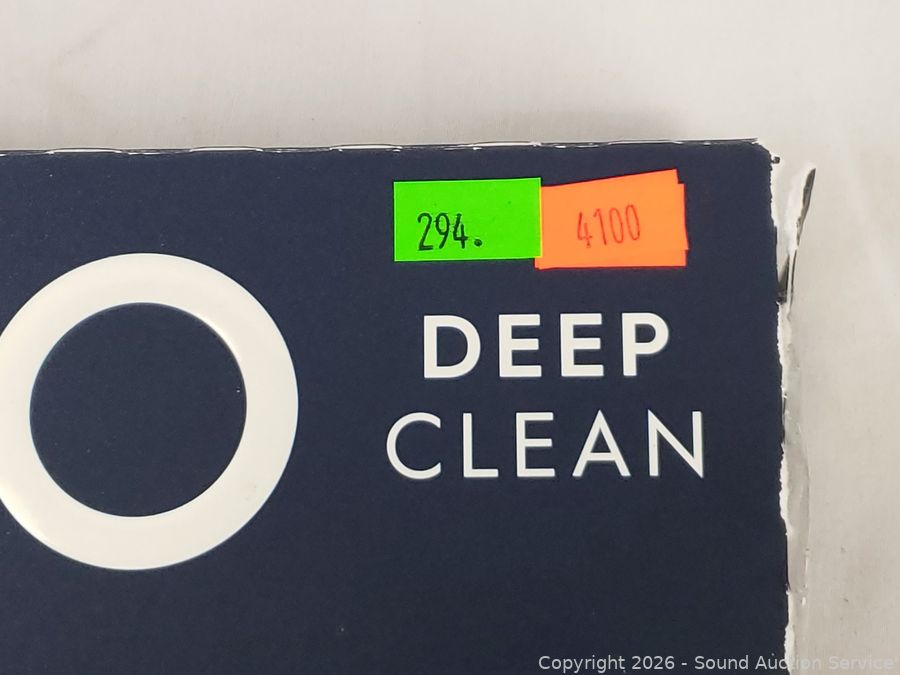 294. 4100
O
DEEP
CLEAN
Copyright 2026 - Sound Auction Service